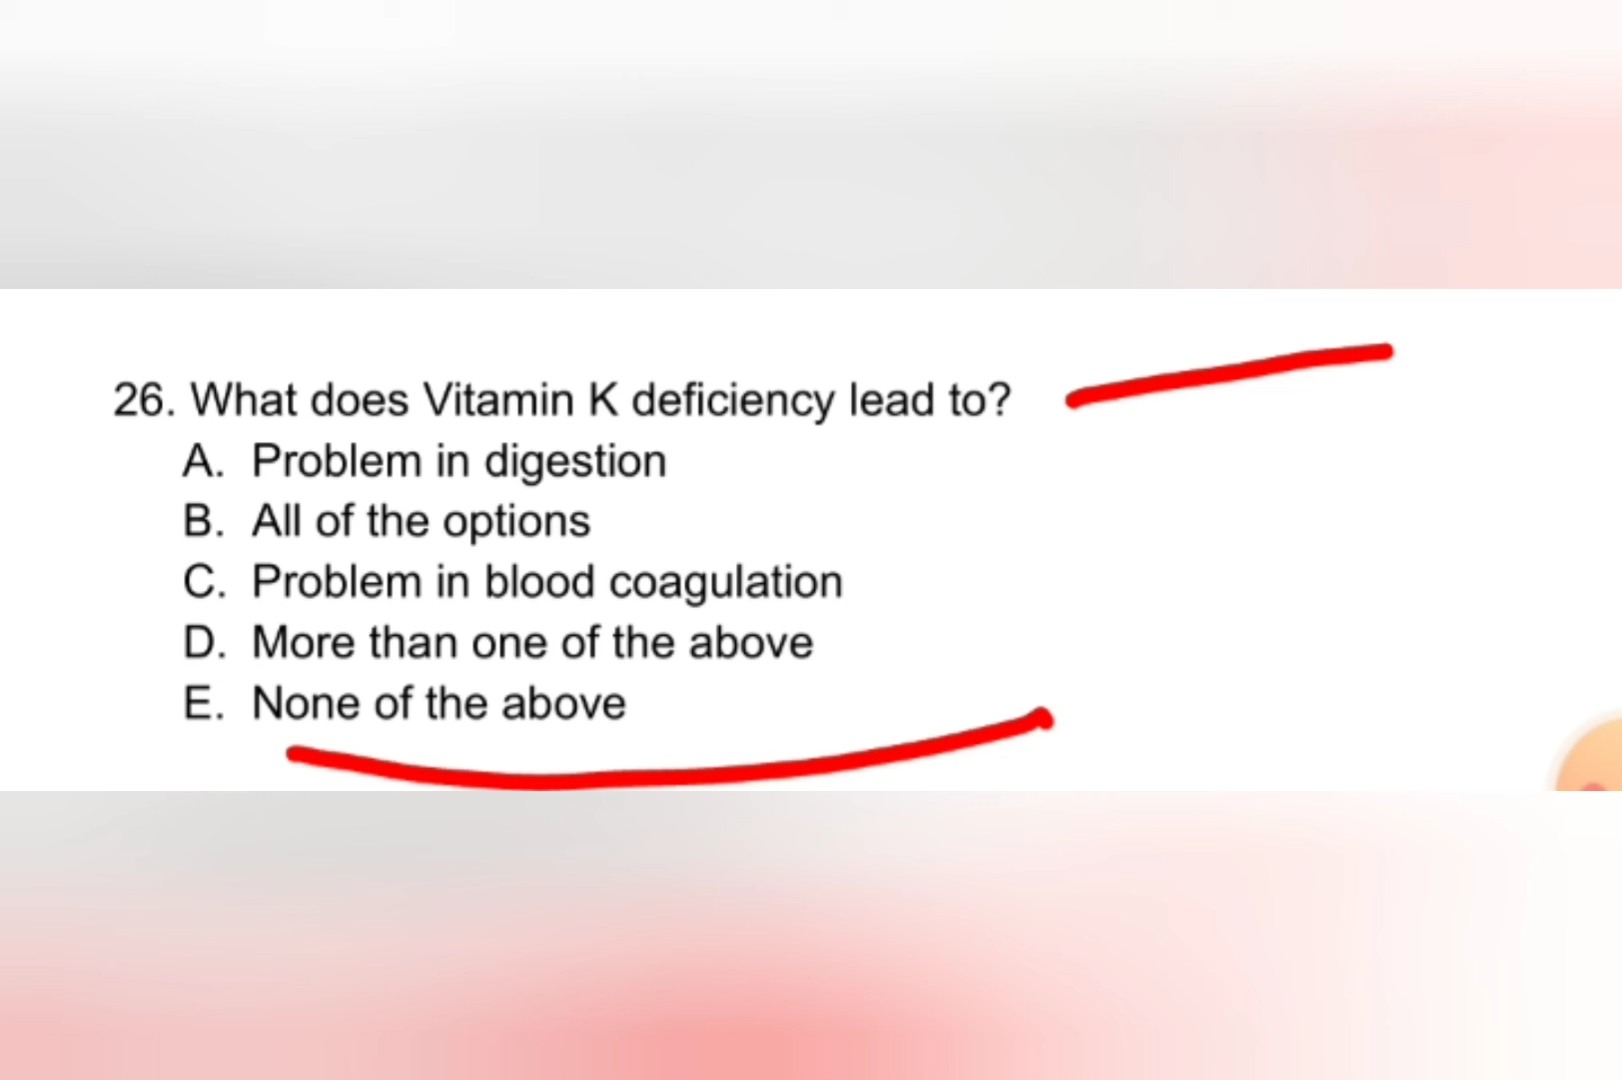 26. What does Vitamin K deficiency lead to?
A. Problem in digestion
B. All of the options
C. Problem in blood coagulation
D. More than one of the above
E. None of the above